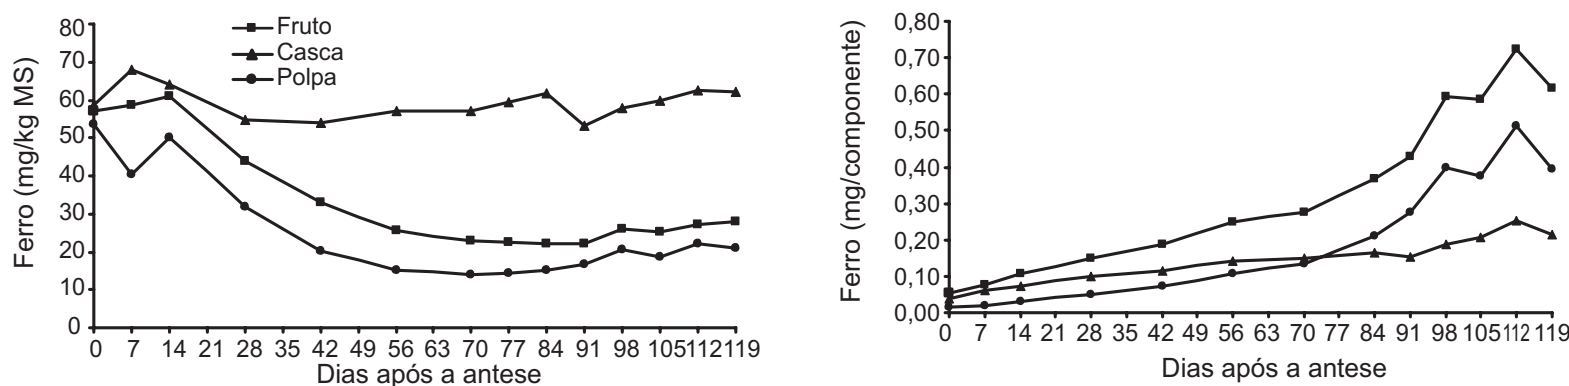 Ferro (mg/kg MS)
80
70
60
50
40
30
20
10
0
Fruto
Casca
Polpa
0 7 14 21 28 35 42 49 56 63 70 77 84 91 98 105 112 119
Dias após a antese
Ferro (mg/componente)
0,80
0,70
0,60
0,50
0,40
0,30
0,20
0,10
0,00
0 7 14 21 28 35 42 49 56 63 70 77 84 91 98 105 112 119
Dias após a antese